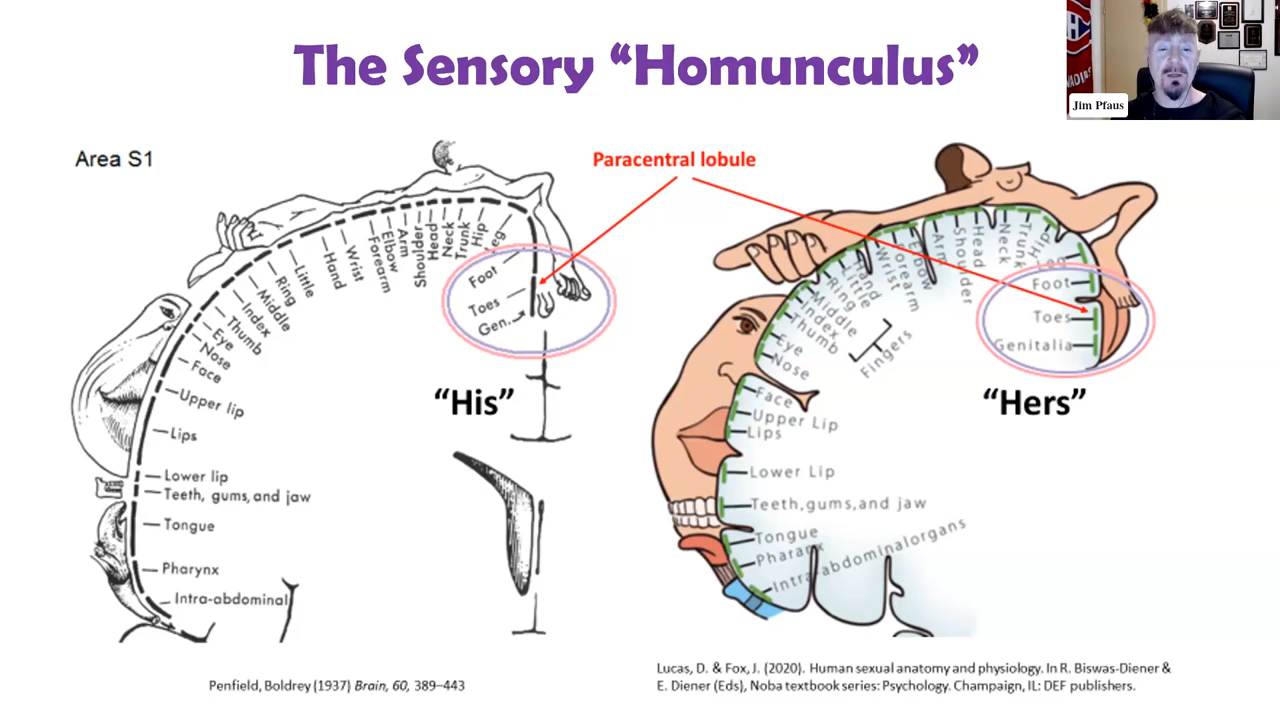 The Sensory “Homunculus”
Jim Pfaus
Area S1
Paracentral lobule
Little
Hand
Wrist
Forearm
Elbow
Arm
Shoulder
Head
Neck
Trunk
Hip
Leg
Foot
Toes
Gen.
Ring
Middle
Index
Thumb
Eye
Nose
Face
Upper lip
Lips
Lower lip
Teeth, gums, and jaw
Tongue
Pharynx
Intra-abdominal
“His”
Wrist
Forearm
Elbow
Arm
Shoulder
Head
Neck
Trunk
Hip
Foot
Toes
Genitalia
Hand
Little
Ring
Middle
Index
Thumb
Fingers
Eye
Nose
Face
Upper Lip
Lips
Lower Lip
Teeth,gums,and jaw
Tongue
Intra-abdominalorgans
“Hers”
Penfield, Boldrey (1937) Brain, 60, 389–443
Lucas, D. & Fox, J. (2020). Human sexual anatomy and physiology. In R. Biswas-Diener &
E. Diener (Eds), Noba textbook series: Psychology. Champaign, IL: DEF publishers.